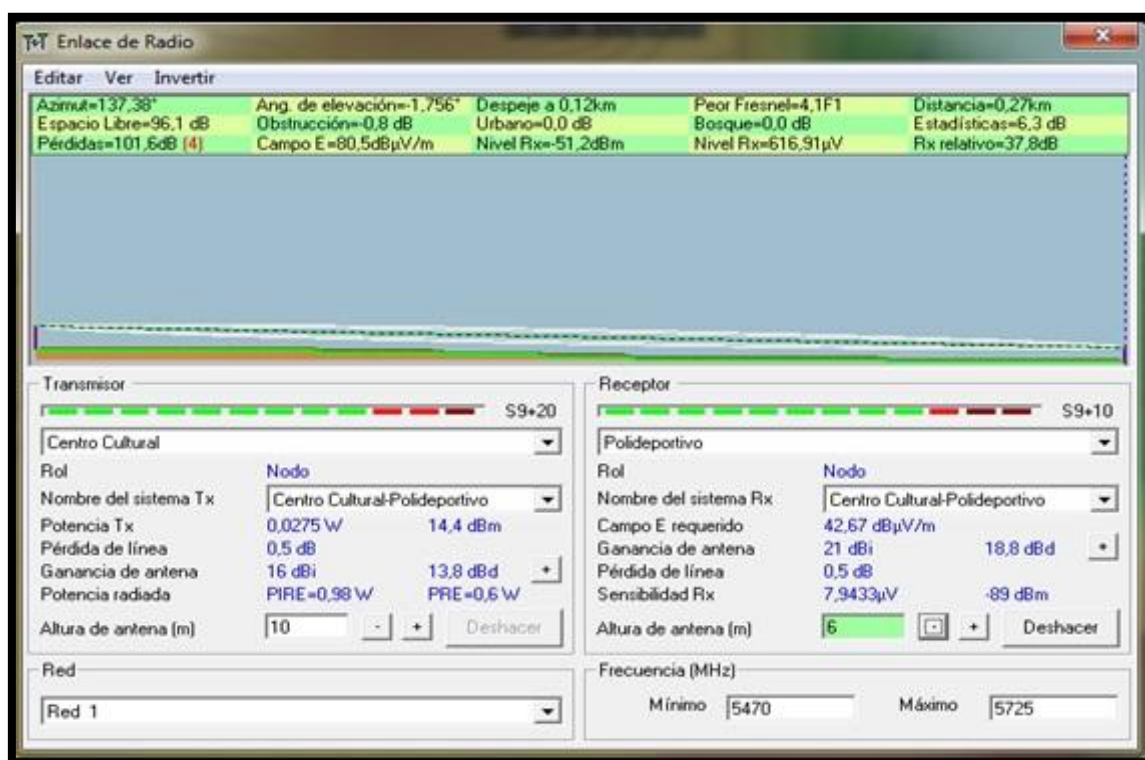 Enlace de Radio
Editar Ver Invertir
Azimut=137,38° Ang. de elevación=-1,756° Despeje a 0,12km Peor Fresnel=4,1F1 Distancia=0,27km
Espacio Libre=96,1 dB Obstrucción=-0,8 dB Urbano=0,0 dB Bosque=0,0 dB Estadísticas=6,3 dB
Pérdidas=101,6dB (4) Campo E=80,5dBµV/m Nivel Rx=-51,2dBm Nivel Rx=616,91µV Rx relativo=37,8dB
Transmisor Receptor
S9+20 S9+10
Centro Cultural Polideportivo
Rol Nodo Rol Nodo
Nombre del sistema Tx Centro Cultural-Polideportivo Nombre del sistema Rx Centro Cultural-Polideportivo
Potencia Tx 0,0275 W 14,4 dBm Campo E requerido 42,67 dBµV/m
Pérdida de línea 0,5 dB Ganancia de antena 21 dBi 18,8 dBd +
Ganancia de antena 16 dBi 13,8 dBd + Pérdida de línea 0,5 dB
Potencia radiada PIRE=0,98 W PRE=0,6 W Sensibilidad Rx 7,9433µV -89 dBm
Altura de antena (m) 10 - + Deshacer Altura de antena (m) 6 - + Deshacer
Red Frecuencia (MHz)
Red 1 Mínimo 5470 Máximo 5725